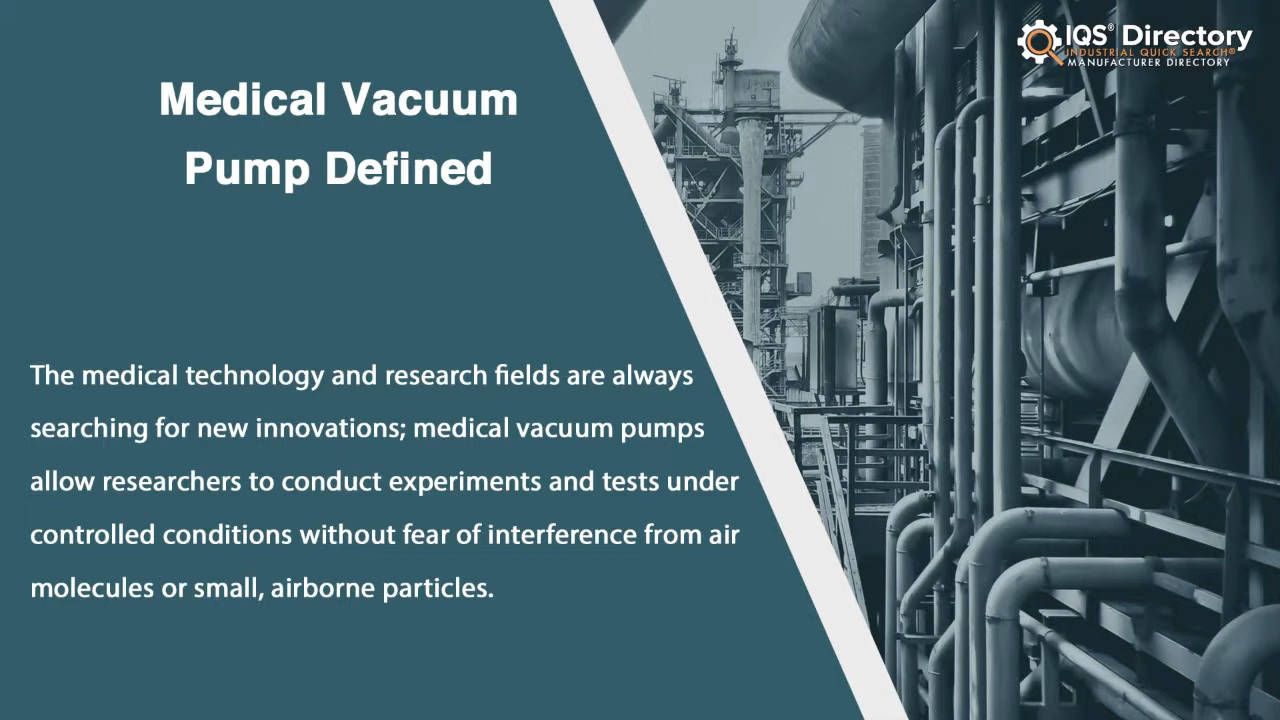 Medical Vacuum
Pump Defined
The medical technology and research fields are always
searching for new innovations; medical vacuum pumps
allow researchers to conduct experiments and tests under
controlled conditions without fear of interference from air
molecules or small, airborne particles.
IQS® Directory
INDUSTRIAL QUICK SEARCH®
MANUFACTURER DIRECTORY